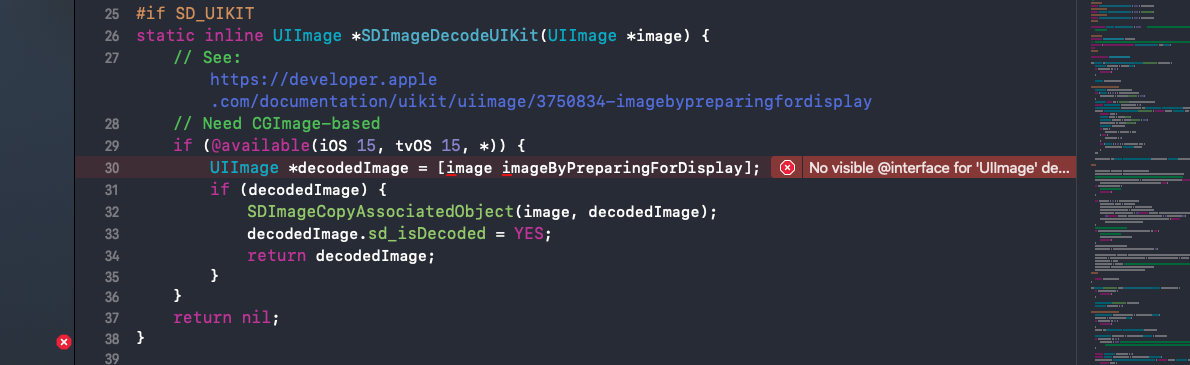 25 #if SD_UIKIT
26 static inline UIImage *SDImageDecodeUIKit(UIImage *image) {
27 // See:
https://developer.apple
.com/documentation/uikit/uiimage/3750834-imagebypreparingfordisplay
28 // Need CGImage-based
29 if (@available(iOS 15, tvOS 15, *)) {
30 UIImage *decodedImage = [image imageByPreparingForDisplay]; No visible @interface for 'UIImage' de...
31 if (decodedImage) {
32 SDImageCopyAssociatedObject(image, decodedImage);
33 decodedImage.sd_isDecoded = YES;
34 return decodedImage;
35 }
36 }
37 return nil;
38 }
39